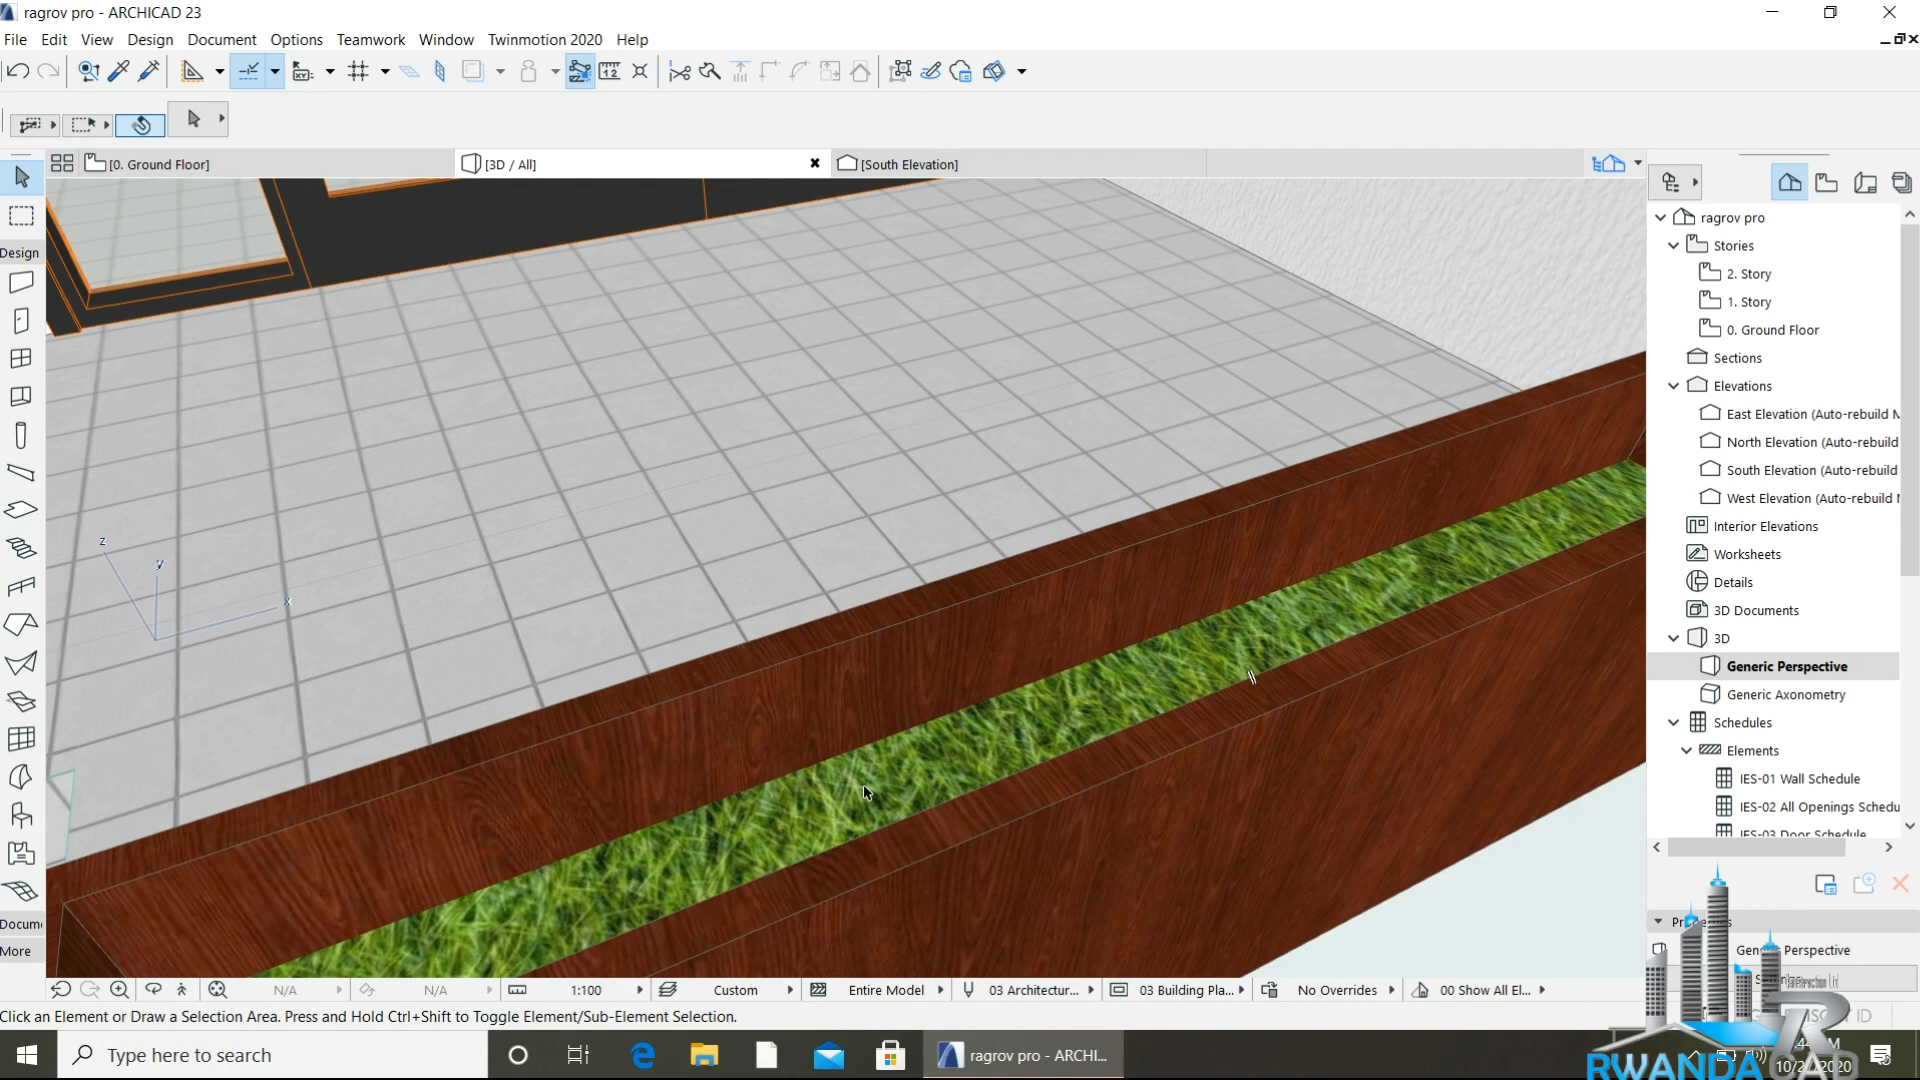 ragrov pro - ARCHICAD 23
File Edit View Design Document Options Teamwork Window Twinmotion 2020 Help
[0. Ground Floor]
[3D / All]
[South Elevation]
Design
Docum
More
z
y
x
ragrov pro
Stories
2. Story
1. Story
0. Ground Floor
Sections
Elevations
East Elevation (Auto-rebuild M
North Elevation (Auto-rebuild
South Elevation (Auto-rebuild
West Elevation (Auto-rebuild
Interior Elevations
Worksheets
Details
3D Documents
3D
Generic Perspective
Generic Axonometry
Schedules
Elements
IES-01 Wall Schedule
IES-02 All Openings Schedu
IES-03 Door Schedule
Perspective
N/A
N/A
1:100
Custom
Entire Model
03 Architectur...
03 Building Pla...
No Overrides
00 Show All El...
Click an Element or Draw a Selection Area. Press and Hold Ctrl+Shift to Toggle Element/Sub-Element Selection.
ID
Type here to search
ragrov pro - ARCHI...
RWANDA CAD